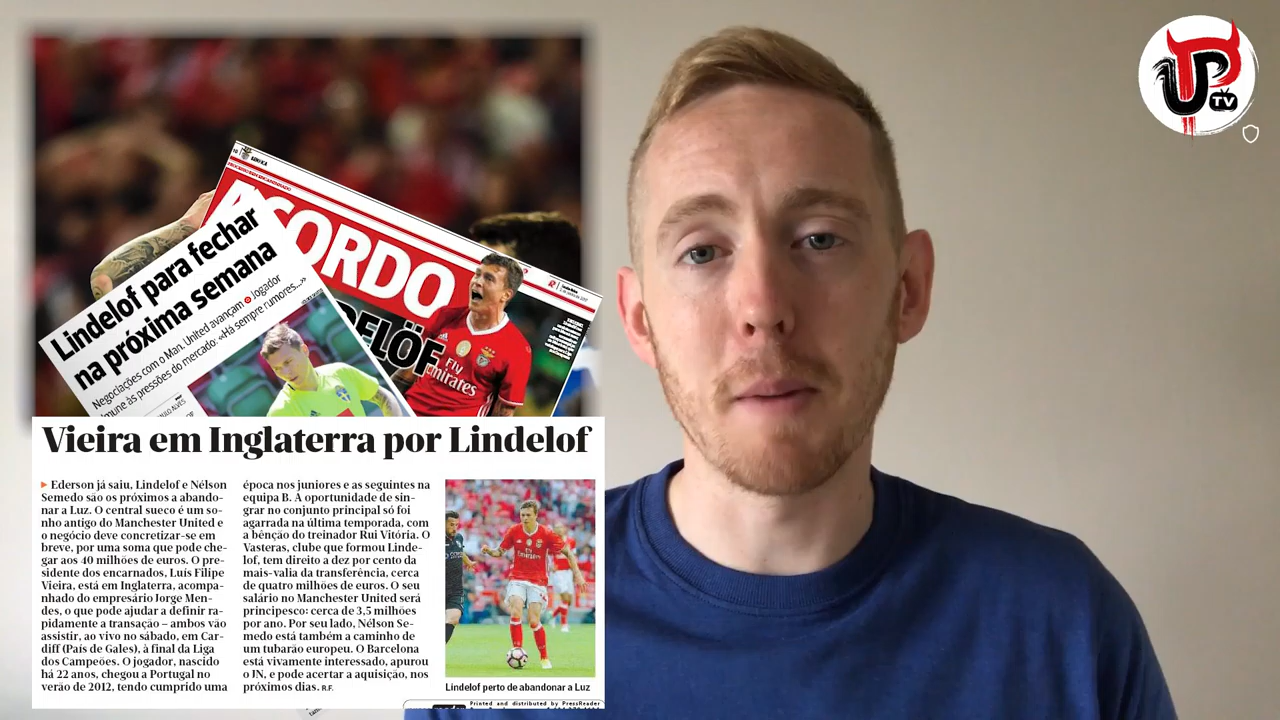 UP
TV
BENFICA
ACORDO
DELÖF
Fly
Emirates
Lindelof para fechar
na próxima semana
Negociações com o Man. United avançam
Jogador
imune às pressões do mercado: «Há sempre rumores...»
Vieira em Inglaterra por Lindelof
Ederson já saiu, Lindelof e Nélson
Semedo são os próximos a abando-
nar a Luz. O central sueco é um so-
nho antigo do Manchester United e
o negócio deve concretizar-se em
breve, por uma soma que pode che-
gar aos 40 milhões de euros. O pre-
sidente dos encarnados, Luís Filipe
Vieira, está em Inglaterra, acompa-
nhado do empresário Jorge Men-
des, o que pode ajudar a definir ra-
pidamente a transação – ambos vão
assistir, ao vivo no sábado, em Car-
diff (País de Gales), à final da Liga
dos Campeões. O jogador, nascido
há 22 anos, chegou a Portugal no
verão de 2012, tendo cumprido uma
época nos juniores e as seguintes na
equipa B. A oportunidade de sin-
grar no conjunto principal só foi
agarrada na última temporada, com
a bênção do treinador Rui Vitória. O
Vasteras, clube que formou Linde-
lof, tem direito a dez por cento da
mais-valia da transferência, cerca
de quatro milhões de euros. O seu
salário no Manchester United será
principesco: cerca de 3,5 milhões
por ano. Por seu lado, Nélson Se-
medo está também a caminho de
um tubarão europeu. O Barcelona
está vivamente interessado, apurou
o JN, e pode acertar a aquisição, nos
próximos dias. R.F.
Lindelof perto de abandonar a Luz
Printed and distributed by PressReader